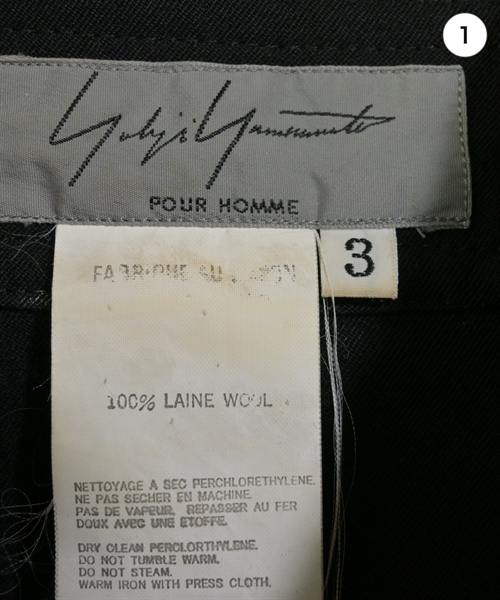 1
Yohji Yamamoto
POUR HOMME
3
FABRIQUE AU JAPON
100% LAINE WOOL
NETTOYAGE A SEC PERCHLORETHYLENE.
NE PAS SECHER EN MACHINE.
PAS DE VAPEUR, REPASSER AU FER
DOUX AVEC UNE ETOFFE.
DRY CLEAN PERCLORTHYLENE.
DO NOT TUMBLE WARM.
DO NOT STEAM.
WARM IRON WITH PRESS CLOTH.